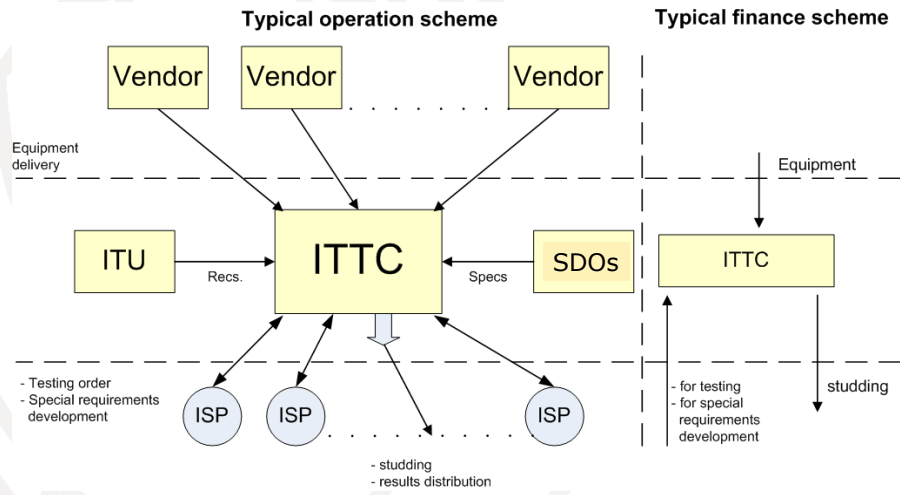 Typical operation scheme
Typical finance scheme
Vendor
Vendor
Vendor
Equipment
delivery
Equipment
ITU
Recs.
ITTC
Specs
SDOs
ITTC
- Testing order
- Special requirements
development
ISP
ISP
ISP
- studding
- results distribution
- for testing
- for special
requirements
development
studding